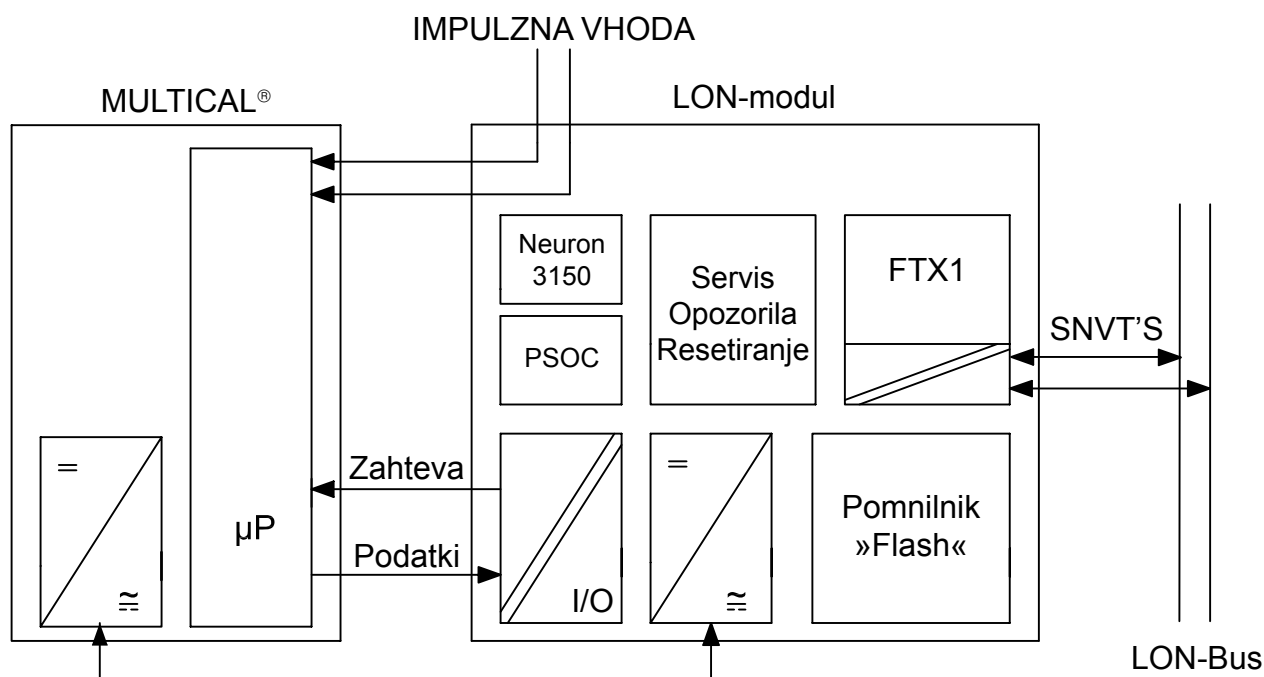 IMPULZNA VHODA
MULTICAL®
LON-modul
Neuron
3150
PSOC
Servis
Opozorila
Resetiranje
FTX1
SNVT’S
Zahteva
Podatki
µP
I/O
Pomnilnik
»Flash«
LON-Bus